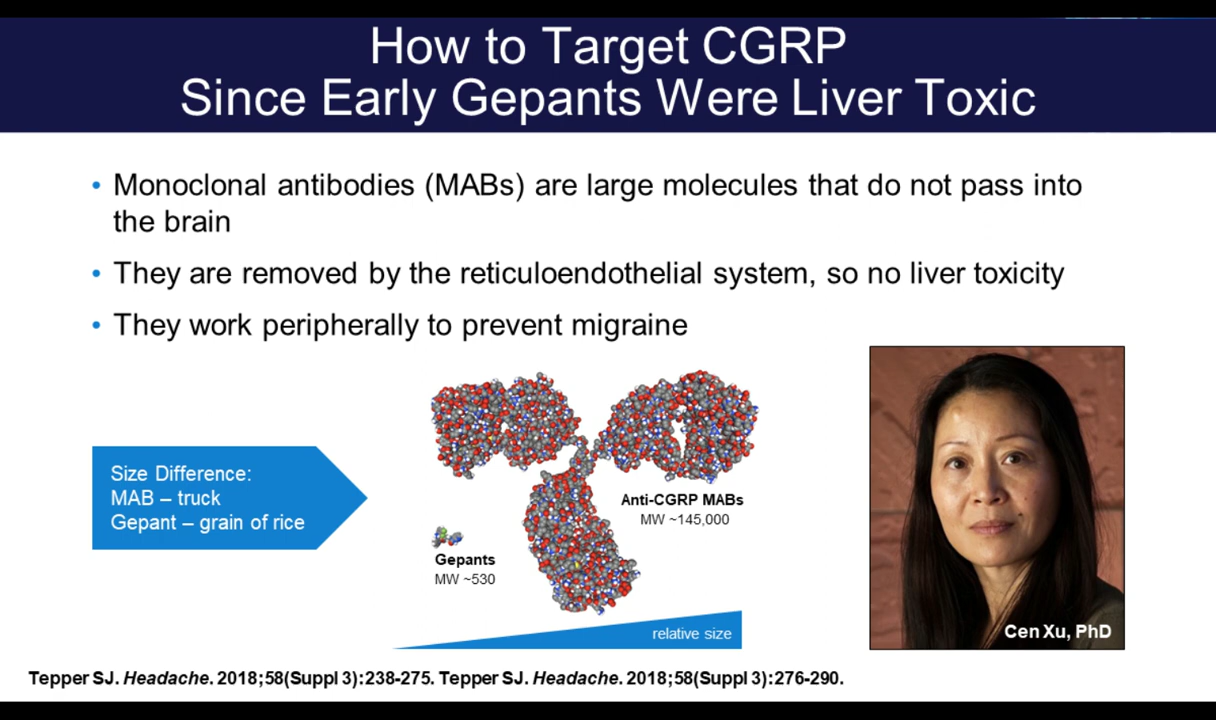 How to Target CGRP
Since Early Gepants Were Liver Toxic
• Monoclonal antibodies (MABs) are large molecules that do not pass into
the brain
• They are removed by the reticuloendothelial system, so no liver toxicity
• They work peripherally to prevent migraine
Size Difference:
MAB – truck
Gepant – grain of rice
Anti-CGRP MABs
MW ~145,000
Gepants
MW ~530
relative size
Cen Xu, PhD
Tepper SJ. Headache. 2018;58(Suppl 3):238-275. Tepper SJ. Headache. 2018;58(Suppl 3):276-290.